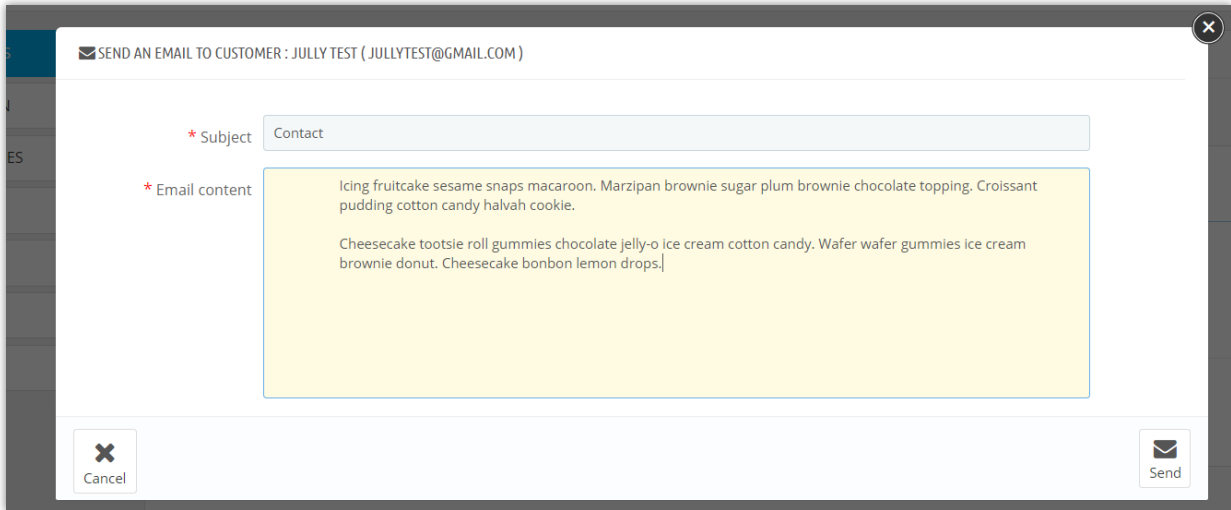 SEND AN EMAIL TO CUSTOMER : JULLY TEST ( JULLYTEST@GMAIL.COM )
* Subject
Contact
* Email content
Icing fruitcake sesame snaps macaroon. Marzipan brownie sugar plum brownie chocolate topping. Croissant
pudding cotton candy halvah cookie.
Cheesecake tootsie roll gummies chocolate jelly-o ice cream cotton candy. Wafer wafer gummies ice cream
brownie donut. Cheesecake bonbon lemon drops.
Cancel
Send